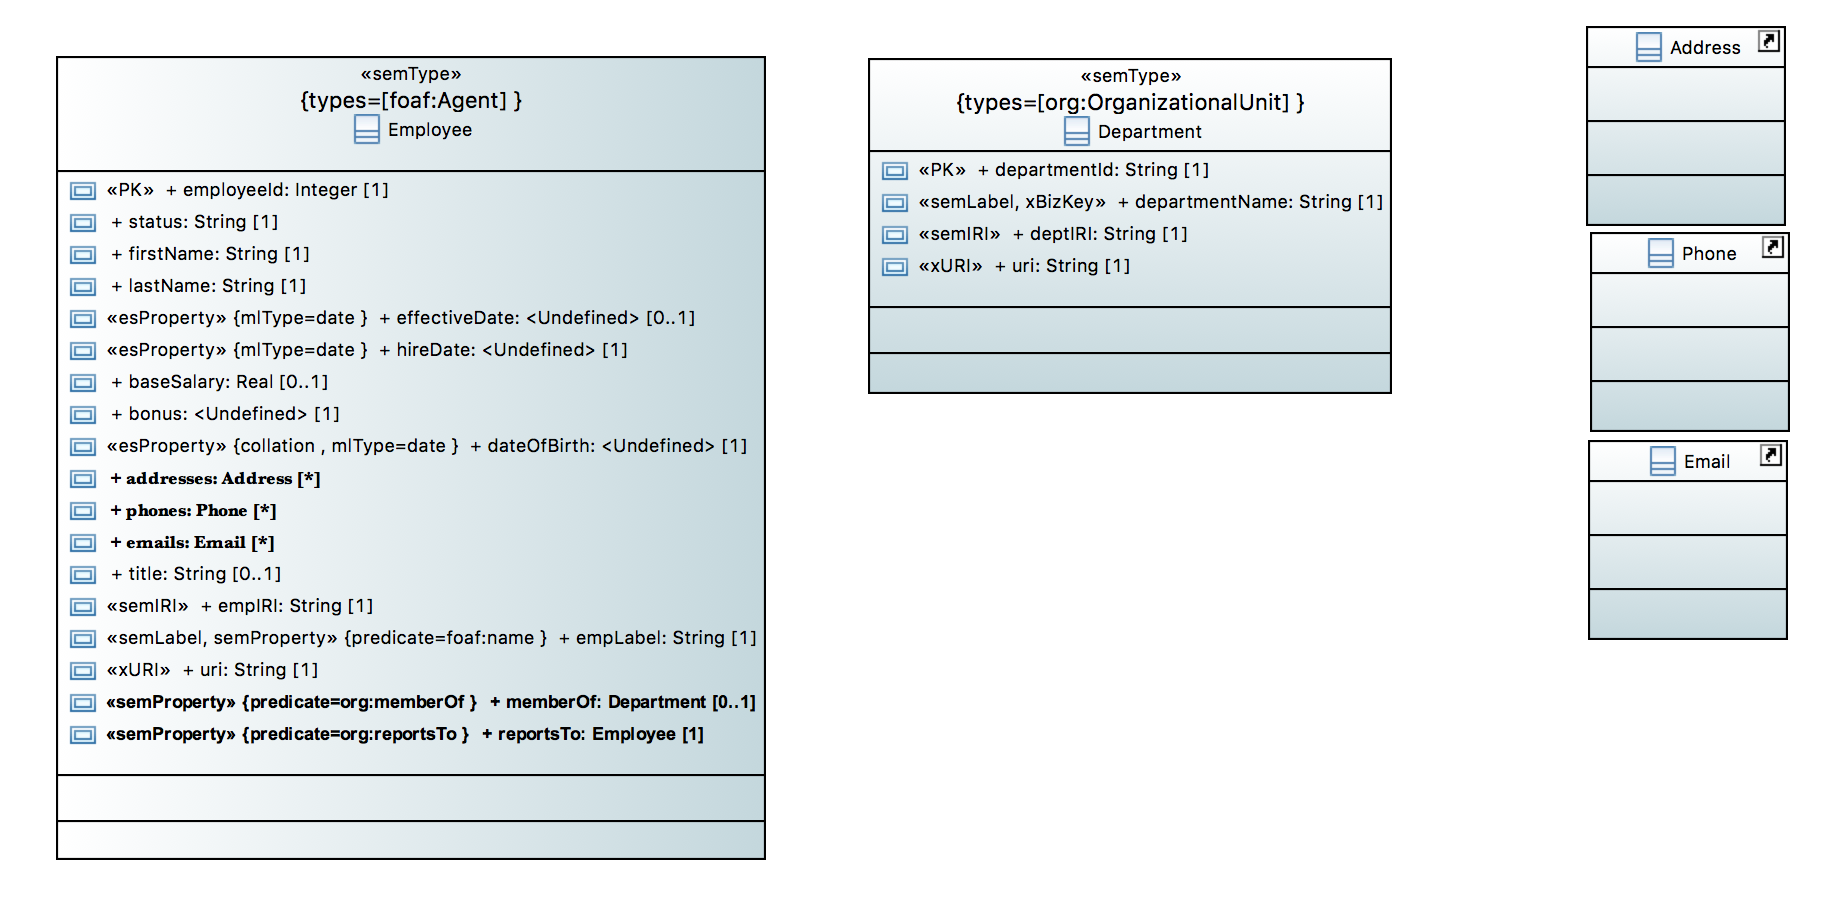 «semType»
{types=[foaf:Agent] }
Employee
«PK» + employeeId: Integer [1]
+ status: String [1]
+ firstName: String [1]
+ lastName: String [1]
«esProperty» {mlType=date } + effectiveDate: <Undefined> [0..1]
«esProperty» {mlType=date } + hireDate: <Undefined> [1]
+ baseSalary: Real [0..1]
+ bonus: <Undefined> [1]
«esProperty» {collation , mlType=date } + dateOfBirth: <Undefined> [1]
+ addresses: Address [*]
+ phones: Phone [*]
+ emails: Email [*]
+ title: String [0..1]
«semIRI» + empIRI: String [1]
«semLabel, semProperty» {predicate=foaf:name } + empLabel: String [1]
«xURI» + uri: String [1]
«semProperty» {predicate=org:memberOf } + memberOf: Department [0..1]
«semProperty» {predicate=org:reportsTo } + reportsTo: Employee [1]
«semType»
{types=[org:OrganizationalUnit] }
Department
«PK» + departmentId: String [1]
«semLabel, xBizKey» + departmentName: String [1]
«semIRI» + deptIRI: String [1]
«xURI» + uri: String [1]
Address
Phone
Email